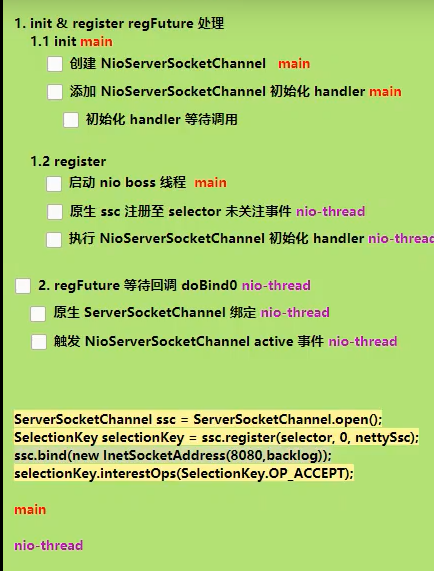 1. init & register regFuture 处理
1.1 init main
创建 NioServerSocketChannel main
添加 NioServerSocketChannel 初始化 handler main
初始化 handler 等待调用
1.2 register
启动 nio boss 线程 main
原生 ssc 注册至 selector 未关注事件 nio-thread
执行 NioServerSocketChannel 初始化 handler nio-thread
2. regFuture 等待回调 doBind0 nio-thread
原生 ServerSocketChannel 绑定 nio-thread
触发 NioServerSocketChannel active 事件 nio-thread
ServerSocketChannel ssc = ServerSocketChannel.open();
SelectionKey selectionKey = ssc.register(selector, 0, nettySsc);
ssc.bind(new InetSocketAddress(8080,backlog));
selectionKey.interestOps(SelectionKey.OP_ACCEPT);
main
nio-thread